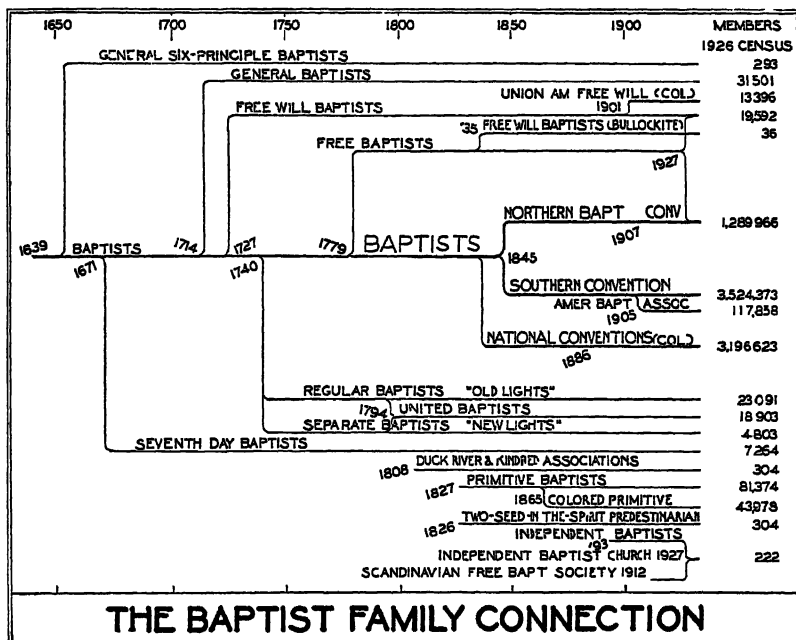 1650 1700 1750 1800 1850 1900 MEMBERS
1926 CENSUS
GENERAL SIX-PRINCIPLE BAPTISTS 293
GENERAL BAPTISTS 31501
UNION AM FREE WILL (COL) 13396
1901
FREE WILL BAPTISTS 19,592
'35 FREE WILL BAPTISTS (BULLOCKITE) 36
FREE BAPTISTS
1927
NORTHERN BAPT CONV 1,289966
1907
1639 BAPTISTS 1714 1727 1779 BAPTISTS 1845
1671 1740
SOUTHERN CONVENTION 3,524,373
AMER BAPT ASSOC 117,858
1905
NATIONAL CONVENTIONS(COL) 3,196623
1886
REGULAR BAPTISTS "OLD LIGHTS" 23091
1794 UNITED BAPTISTS 18903
SEPARATE BAPTISTS "NEW LIGHTS" 4803
SEVENTH DAY BAPTISTS 7264
1808 DUCK RIVER & KINDRED ASSOCIATIONS 304
1827 PRIMITIVE BAPTISTS 81,374
1865 COLORED PRIMITIVE 43,978
1826 TWO-SEED-IN THE-SPIRIT PREDESTINARIAN 304
INDEPENDENT BAPTISTS
'93
INDEPENDENT BAPTIST CHURCH 1927 222
SCANDINAVIAN FREE BAPT SOCIETY 1912
THE BAPTIST FAMILY CONNECTION